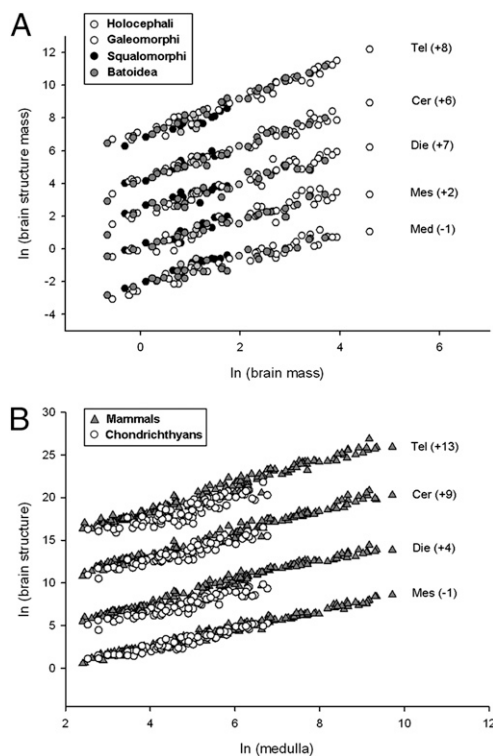 A
Holocephali
Galeomorphi
Squalomorphi
Batoidea
12
10
8
6
4
2
0
-2
-4
Tel (+8)
Cer (+6)
Die (+7)
Mes (+2)
Med (-1)
0 2 4 6
ln (brain structure mass)
ln (brain mass)
B
Mammals
Chondrichthyans
30
25
20
15
10
5
0
Tel (+13)
Cer (+9)
Die (+4)
Mes (-1)
2 4 6 8 10 12
ln (brain structure)
ln (medulla)